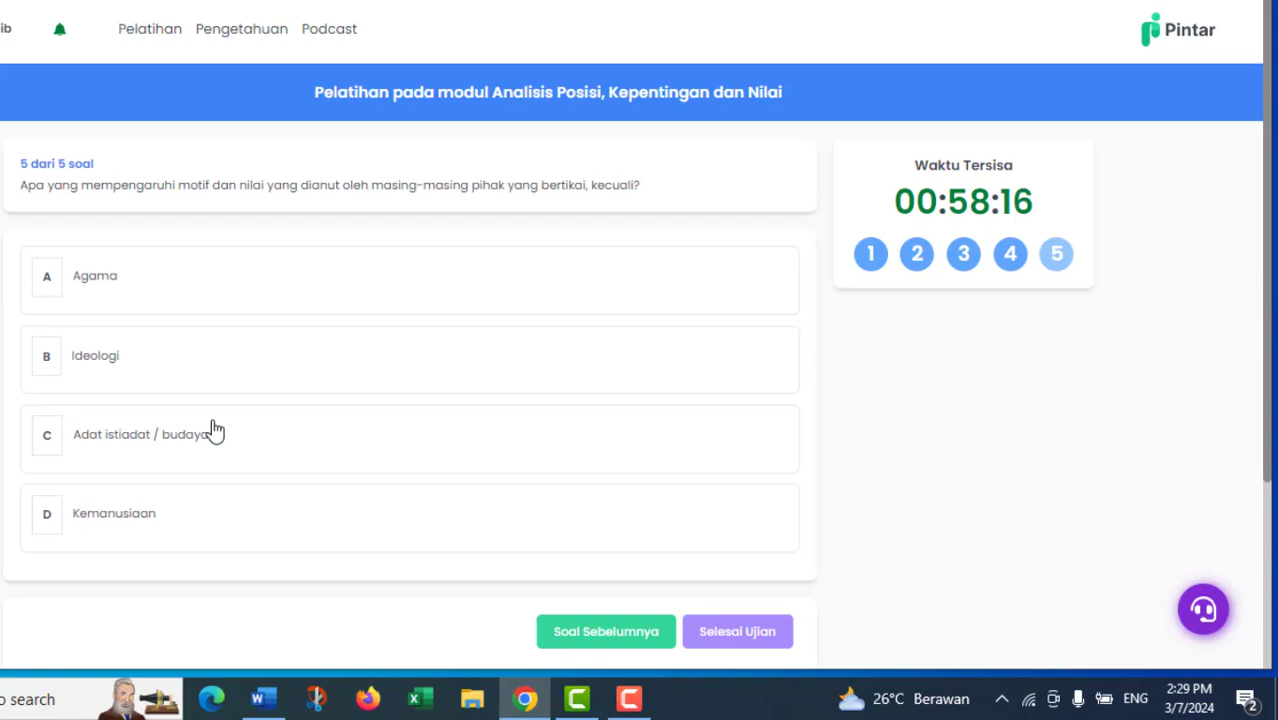 ib
Pelatihan Pengetahuan Podcast
Pintar
Pelatihan pada modul Analisis Posisi, Kepentingan dan Nilai
5 dari 5 soal
Apa yang mempengaruhi motif dan nilai yang dianut oleh masing-masing pihak yang bertikai, kecuali?
Waktu Tersisa
00:58:16
1 2 3 4 5
A Agama
B Ideologi
C Adat istiadat / budaya
D Kemanusiaan
Soal Sebelumnya Selesai Ujian
o search
26°C Berawan
ENG
2:29 PM
3/7/2024
2